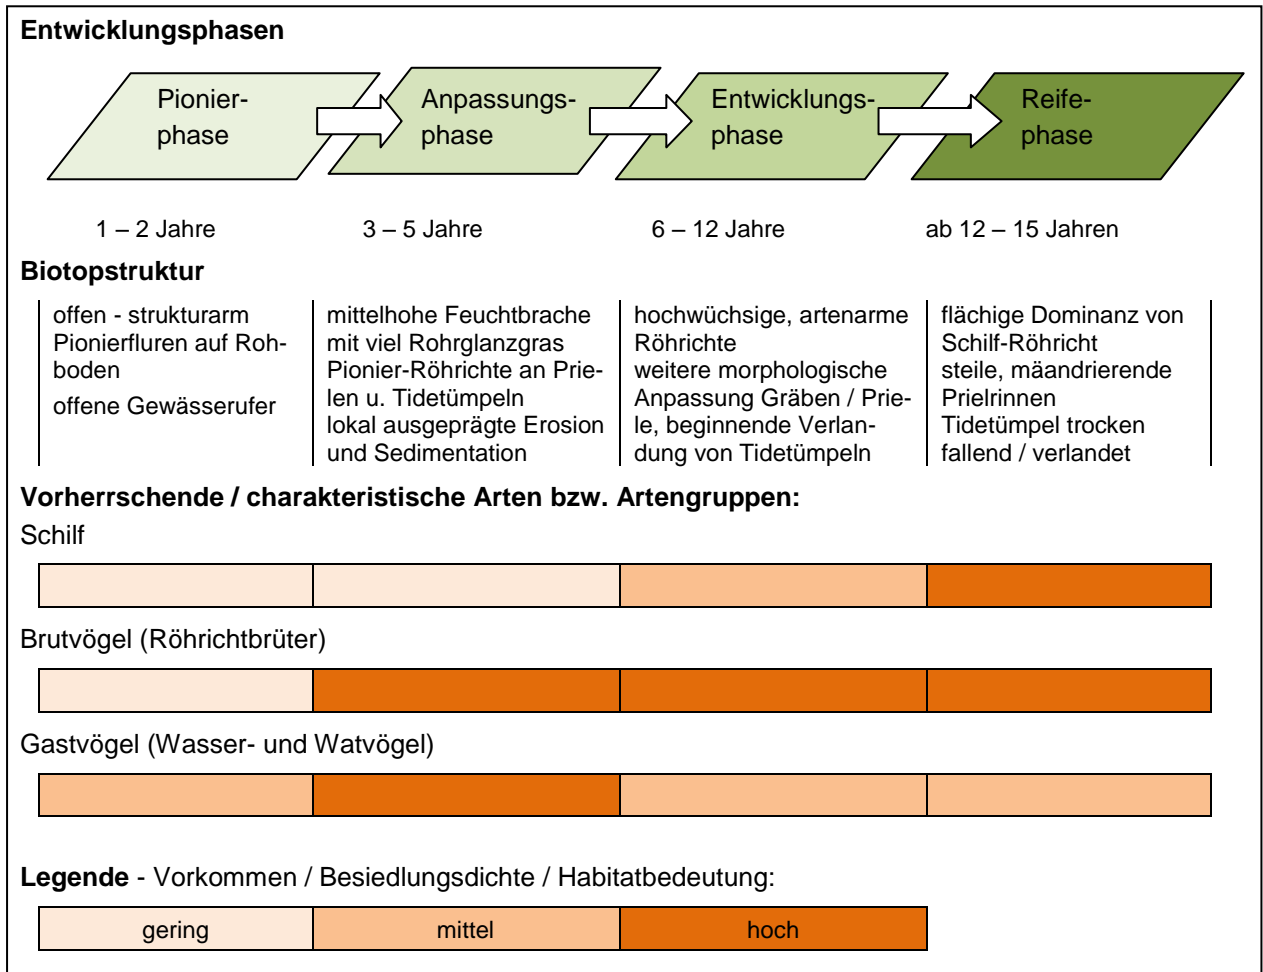 Entwicklungsphasen
Pionier-
phase
Anpassungs-
phase
Entwicklungs-
phase
Reife-
phase
1 – 2 Jahre
3 – 5 Jahre
6 – 12 Jahre
ab 12 – 15 Jahren
Biotopstruktur
offen - strukturarm
Pionierfluren auf Roh-
boden
offene Gewässerufer
mittelhohe Feuchtbrache
mit viel Rohrglanzgras
Pionier-Röhrichte an Prie-
len u. Tidetümpeln
lokal ausgeprägte Erosion
und Sedimentation
hochwüchsige, artenarme
Röhrichte
weitere morphologische
Anpassung Gräben / Prie-
le, beginnende Verlan-
dung von Tidetümpeln
flächige Dominanz von
Schilf-Röhricht
steile, mäandrierende
Prielrinnen
Tidetümpel trocken
fallend / verlandet
Vorherrschende / charakteristische Arten bzw. Artengruppen:
Schilf
Brutvögel (Röhrichtbrüter)
Gastvögel (Wasser- und Watvögel)
Legende - Vorkommen / Besiedlungsdichte / Habitatbedeutung:
gering
mittel
hoch